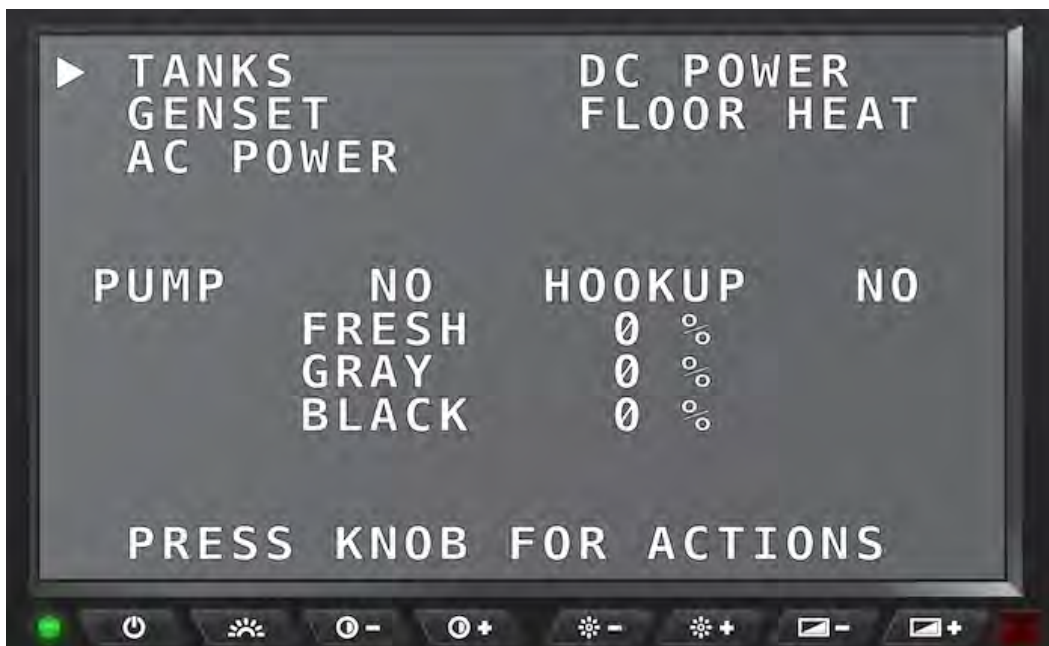 TANKS DC POWER
GENSET FLOOR HEAT
AC POWER
PUMP NO HOOKUP NO
FRESH 0 %
GRAY 0 %
BLACK 0 %
PRESS KNOB FOR ACTIONS